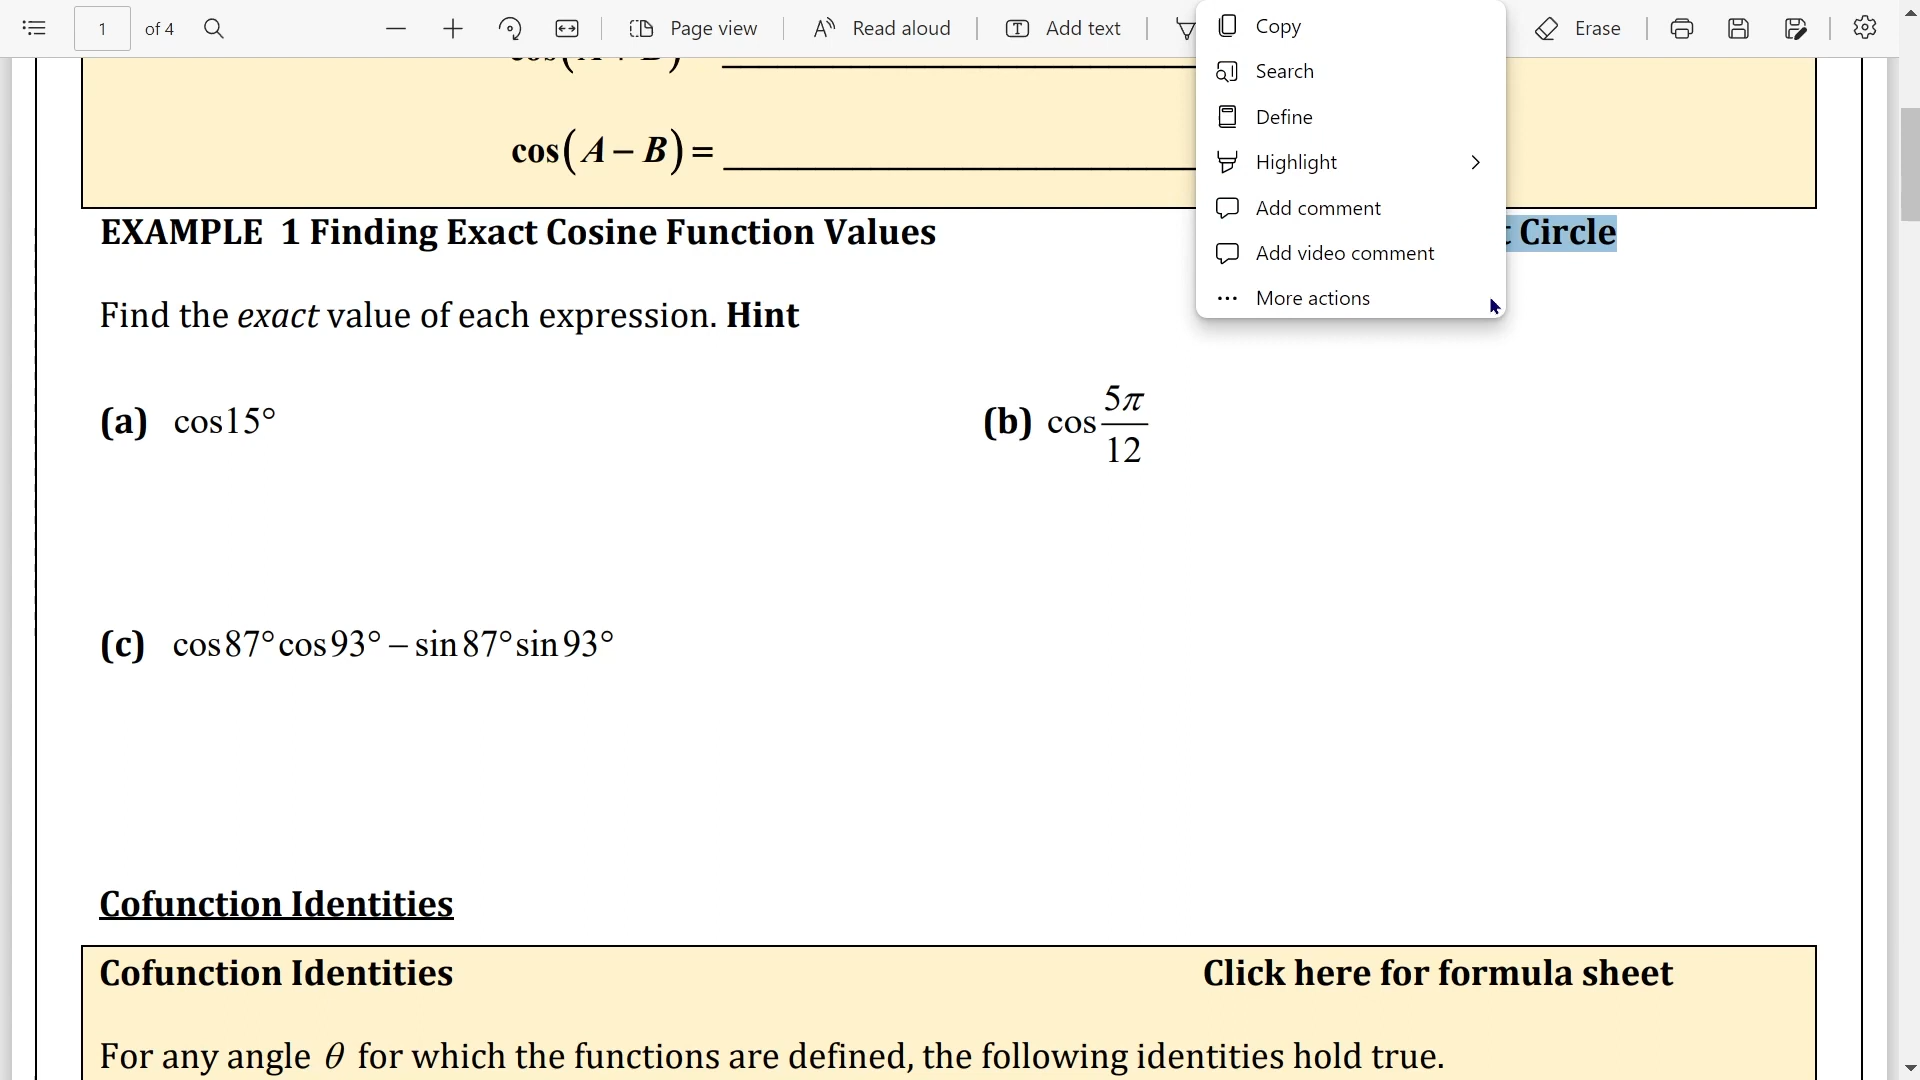 1 of 4 Page view Read aloud Add text Erase
Copy
Search
Define
Highlight
Add comment
Add video comment
More actions
cos(A + B)
cos(A − B) = ____________________
EXAMPLE 1 Finding Exact Cosine Function Values Circle
Find the exact value of each expression. Hint
(a) cos15°
(b) cos 5π/12
(c) cos87°cos93° – sin87°sin93°
Cofunction Identities
Cofunction Identities Click here for formula sheet
For any angle θ for which the functions are defined, the following identities hold true.